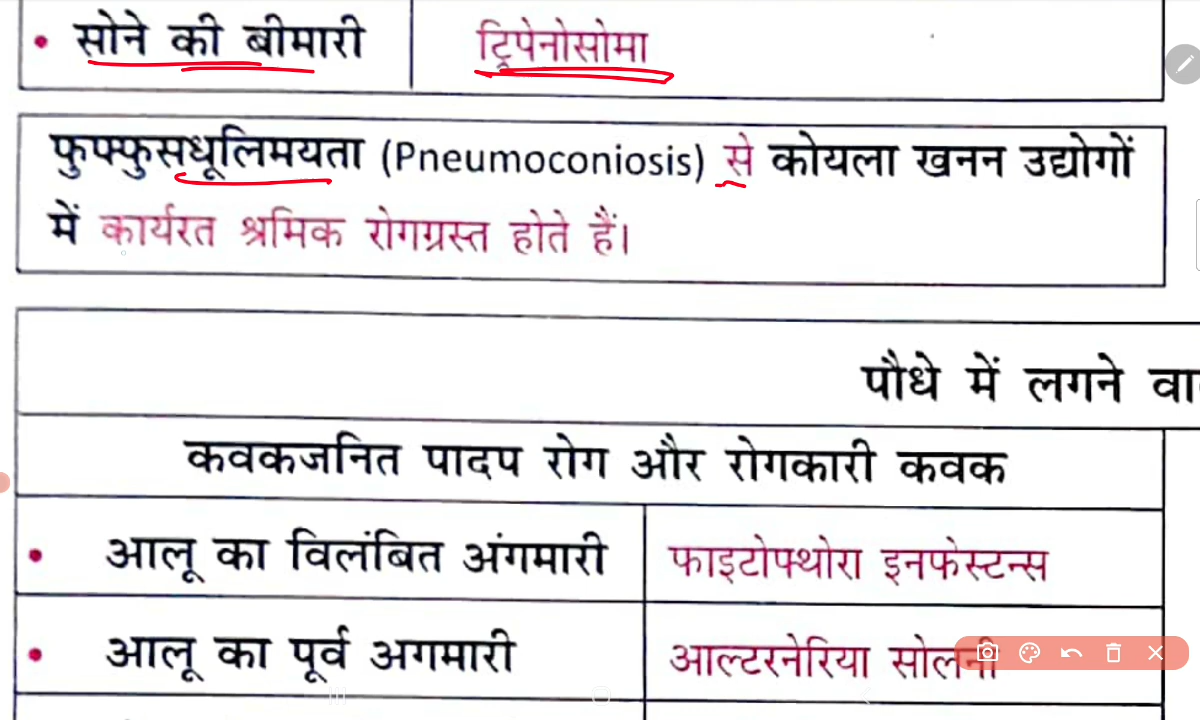 • सोने की बीमारी ट्रिपेनोसोमा
फुफ्फुसधूलिमयता (Pneumoconiosis) से कोयला खनन उद्योगों
में कार्यरत श्रमिक रोगग्रस्त होते हैं।
पौधे में लगने वा
कवकजनित पादप रोग और रोगकारी कवक
• आलू का विलंबित अंगमारी फाइटोफ्थोरा इनफेस्टन्स
• आलू का पूर्व अगमारी आल्टरनेरिया सोलनी